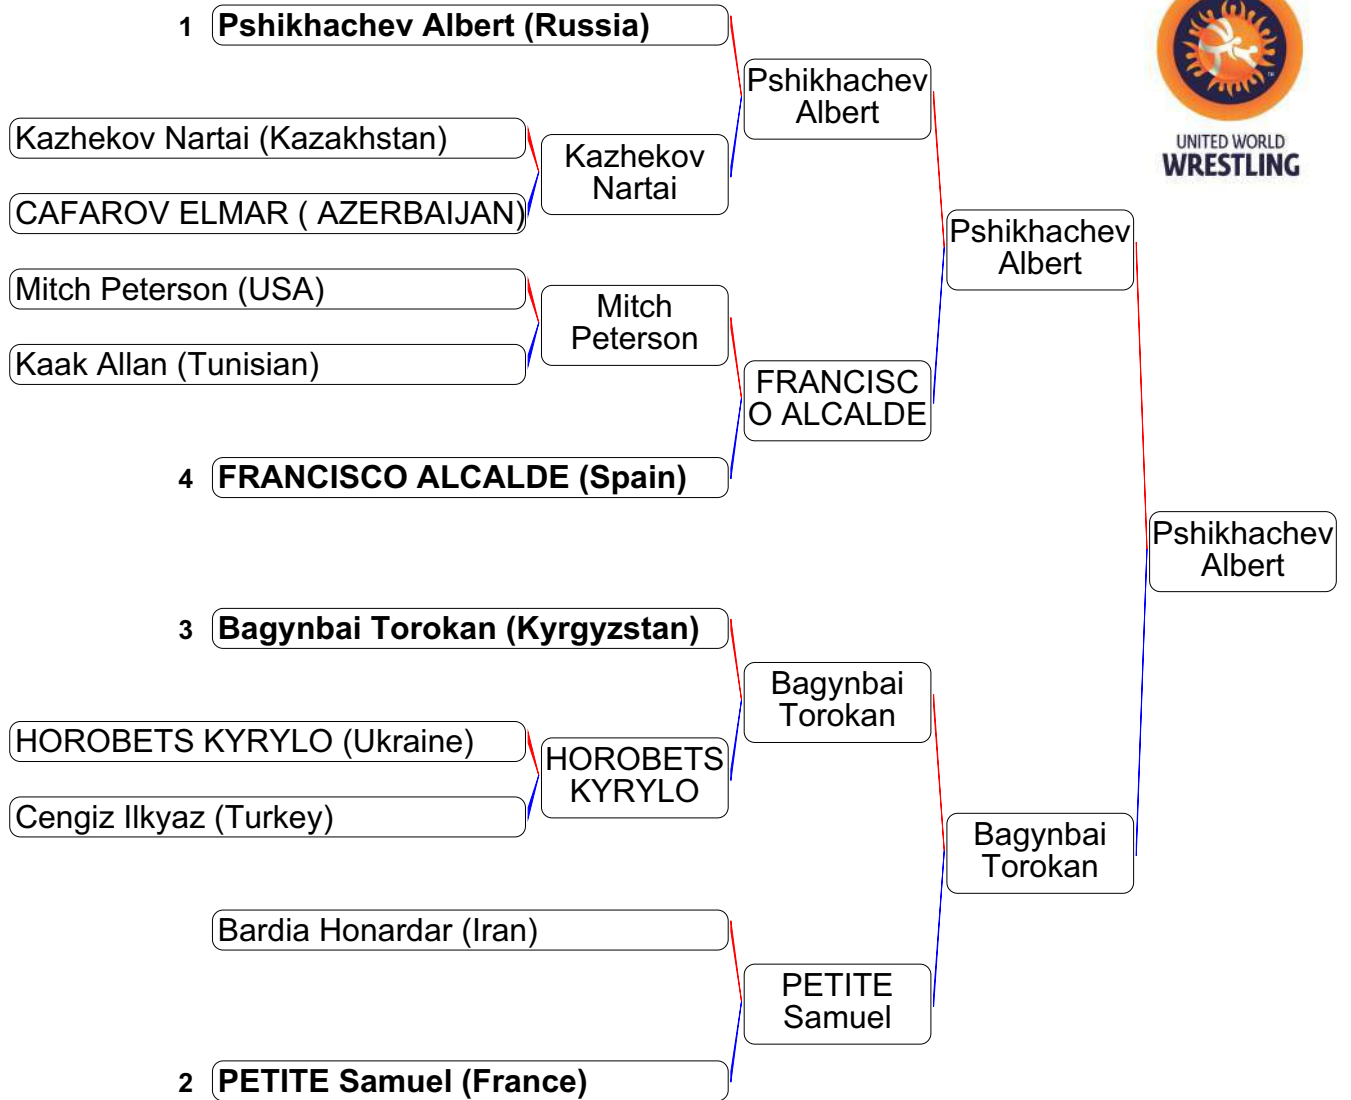 1 Pshikhachev Albert (Russia)
Pshikhachev
Albert
UNITED WORLD
WRESTLING
™
Kazhekov Nartai (Kazakhstan)
Kazhekov
Nartai
CAFAROV ELMAR ( AZERBAIJAN)
Pshikhachev
Albert
Mitch Peterson (USA)
Mitch
Peterson
Kaak Allan (Tunisian)
FRANCISC
O ALCALDE
4 FRANCISCO ALCALDE (Spain)
Pshikhachev
Albert
3 Bagynbai Torokan (Kyrgyzstan)
Bagynbai
Torokan
HOROBETS KYRYLO (Ukraine)
HOROBETS
KYRYLO
Cengiz Ilkyaz (Turkey)
Bagynbai
Torokan
Bardia Honardar (Iran)
PETITE
Samuel
2 PETITE Samuel (France)